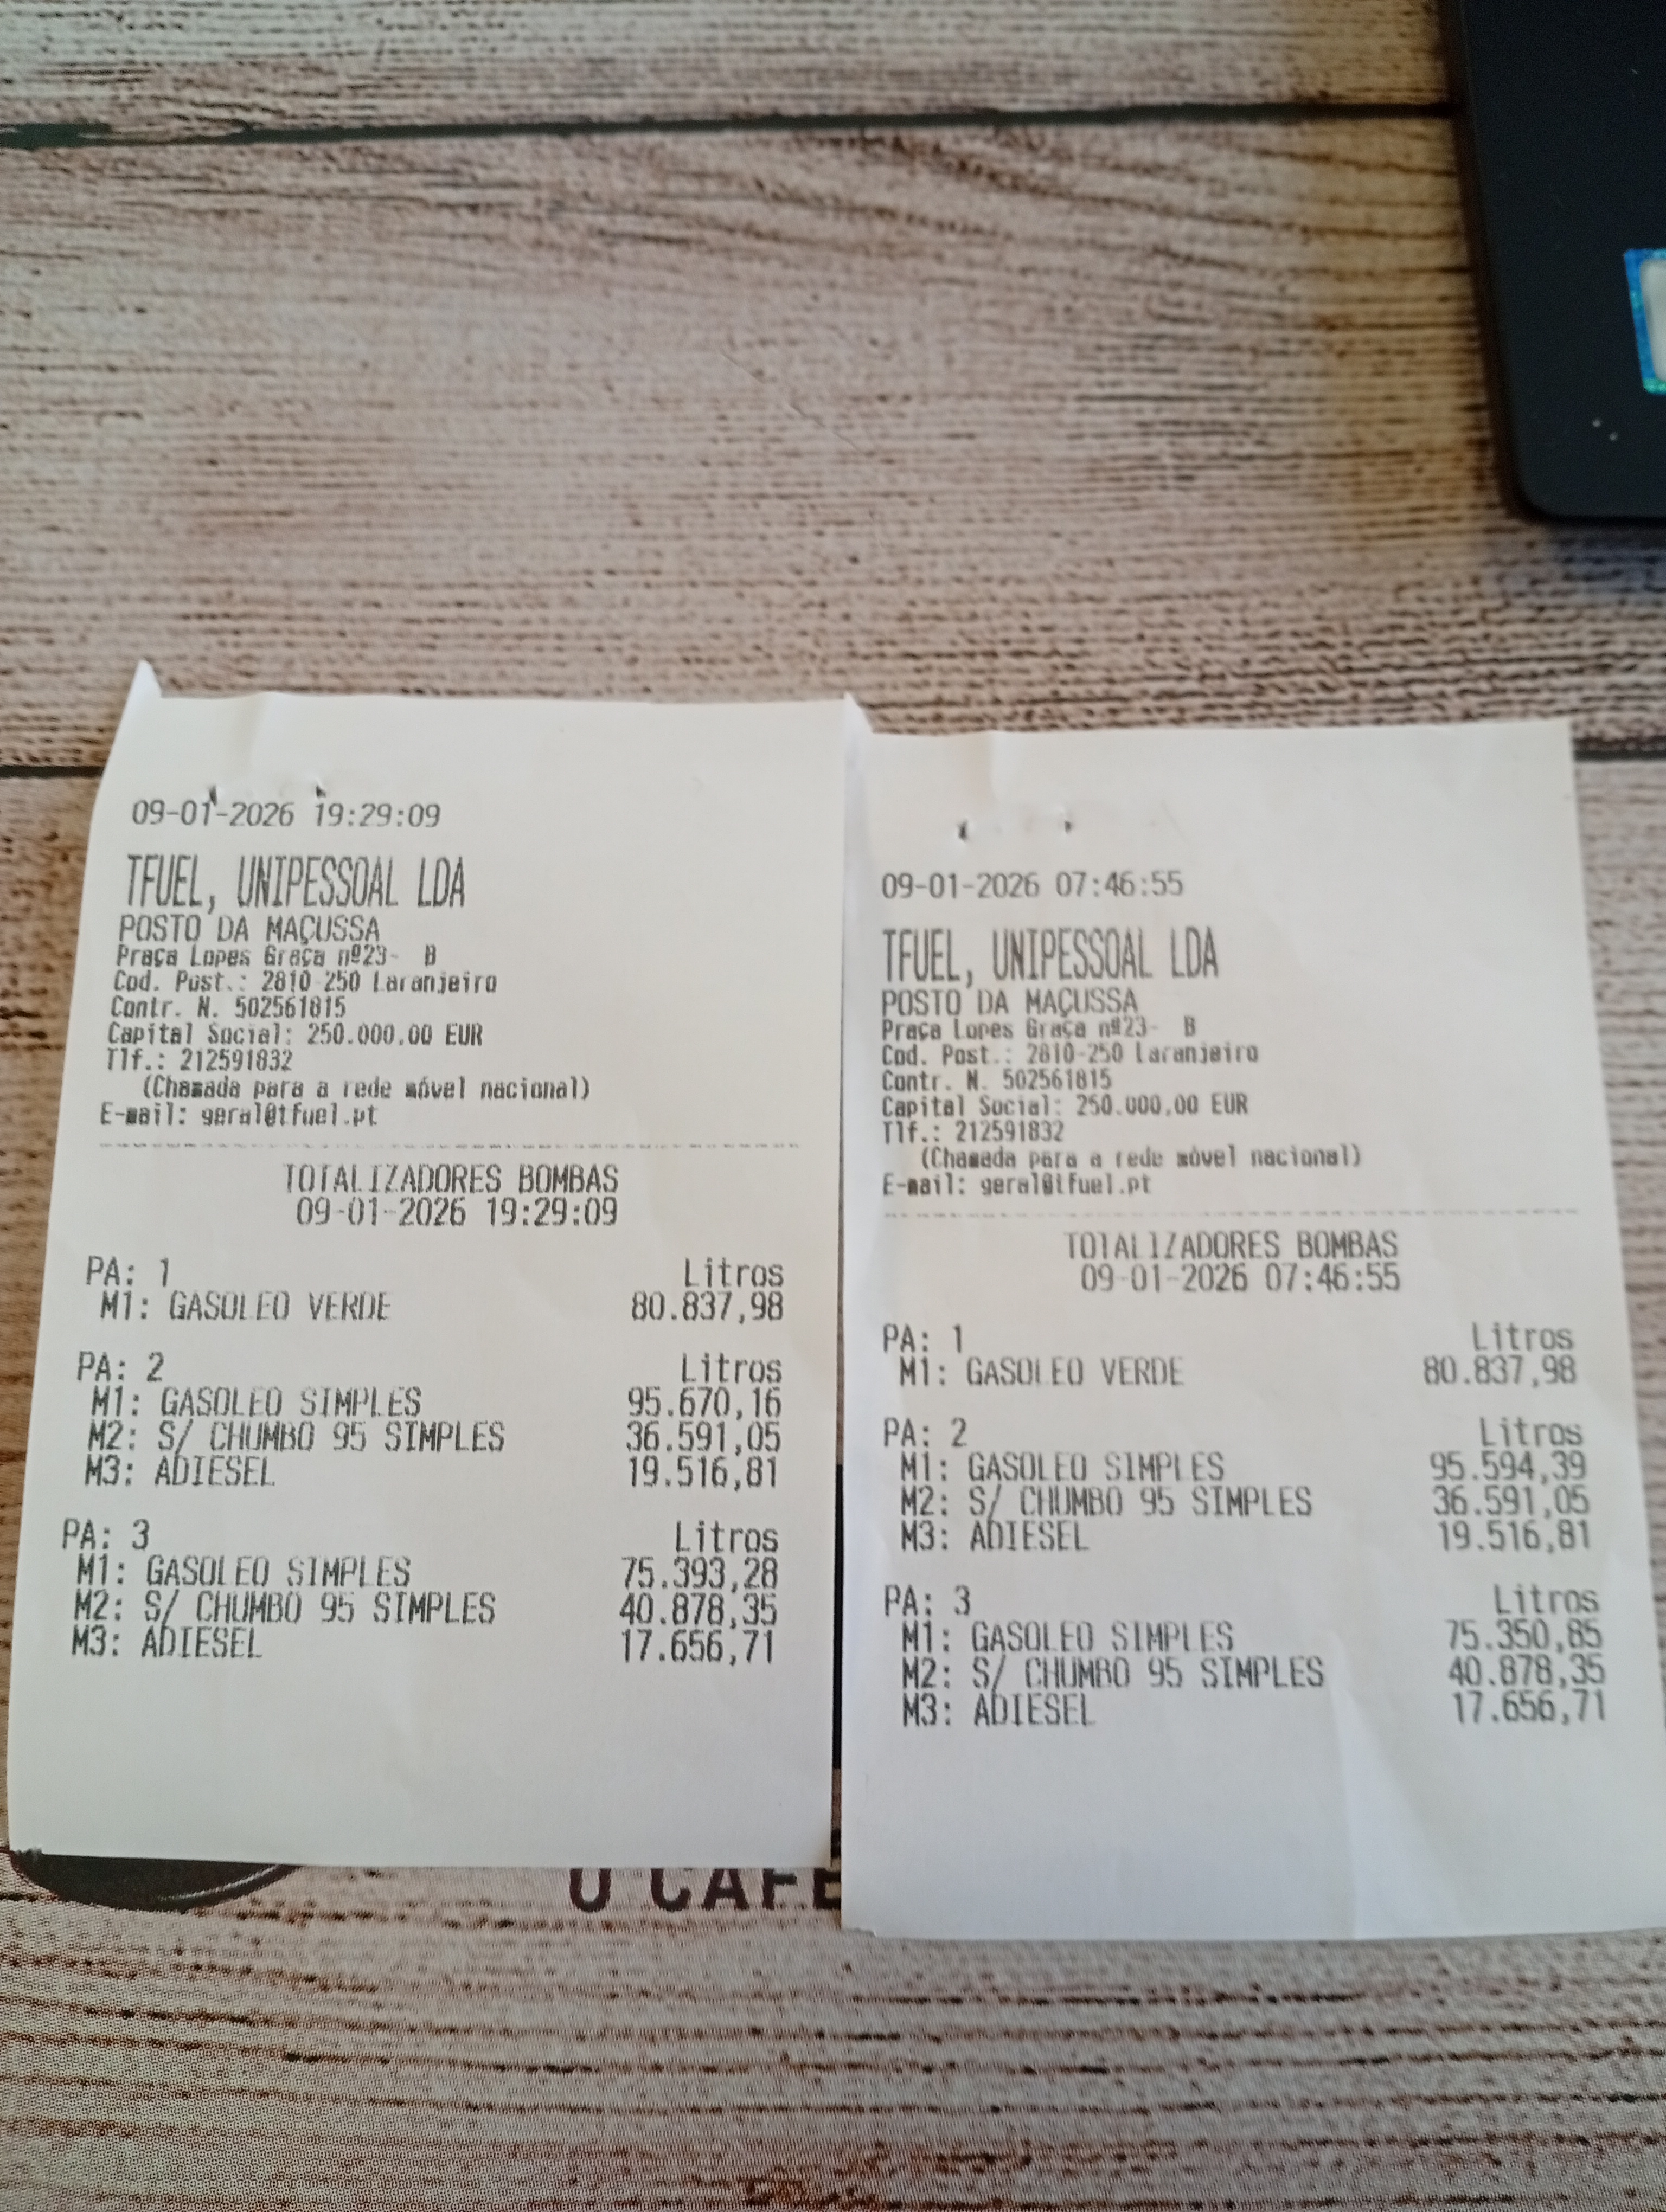 09-01-2026 19:29:09
TFUEL, UNIPESSOAL LDA
POSTO DA MAÇUSSA
Praça Lopes Graça nº23-  B
Cod. Post.: 2810-250 Laranjeiro
Contr. N. 502561815
Capital Social: 250.000,00 EUR
Tlf.: 212591832
(Chamada para a rede móvel nacional)
E-mail: geral@tfuel.pt
TOTALIZADORES BOMBAS
09-01-2026 19:29:09
PA: 1 Litros
M1: GASOLEO VERDE 80.837,98
PA: 2 Litros
M1: GASOLEO SIMPLES 95.670,16
M2: S/ CHUMBO 95 SIMPLES 36.591,05
M3: ADIESEL 19.516,81
PA: 3 Litros
M1: GASOLEO SIMPLES 75.393,28
M2: S/ CHUMBO 95 SIMPLES 40.878,35
M3: ADIESEL 17.656,71
09-01-2026 07:46:55
TFUEL, UNIPESSOAL LDA
POSTO DA MAÇUSSA
Praça Lopes Graça nº23-  B
Cod. Post.: 2810-250 Laranjeiro
Contr. N. 502561815
Capital Social: 250.000,00 EUR
Tlf.: 212591832
(Chamada para a rede móvel nacional)
E-mail: geral@tfuel.pt
TOTALIZADORES BOMBAS
09-01-2026 07:46:55
PA: 1 Litros
M1: GASOLEO VERDE 80.837,98
PA: 2 Litros
M1: GASOLEO SIMPLES 95.594,39
M2: S/ CHUMBO 95 SIMPLES 36.591,05
M3: ADIESEL 19.516,81
PA: 3 Litros
M1: GASOLEO SIMPLES 75.350,85
M2: S/ CHUMBO 95 SIMPLES 40.878,35
M3: ADIESEL 17.656,71
O CAFÉ